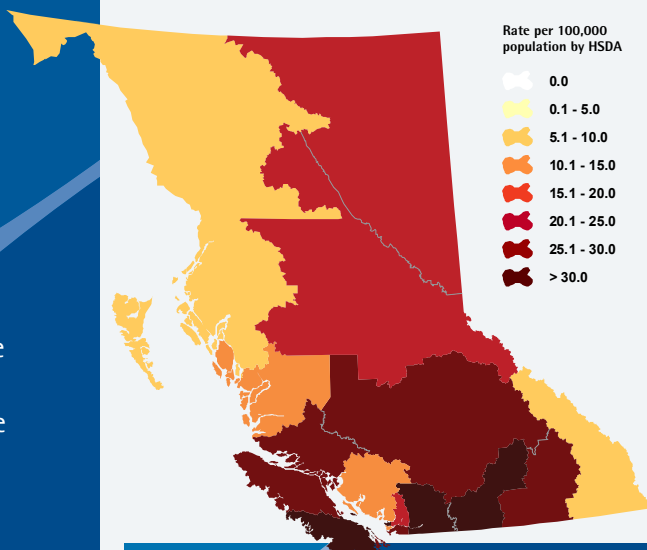 Rate per 100,000
population by HSDA
0.0
0.1 - 5.0
5.1 - 10.0
10.1 - 15.0
15.1 - 20.0
20.1 - 25.0
25.1 - 30.0
> 30.0